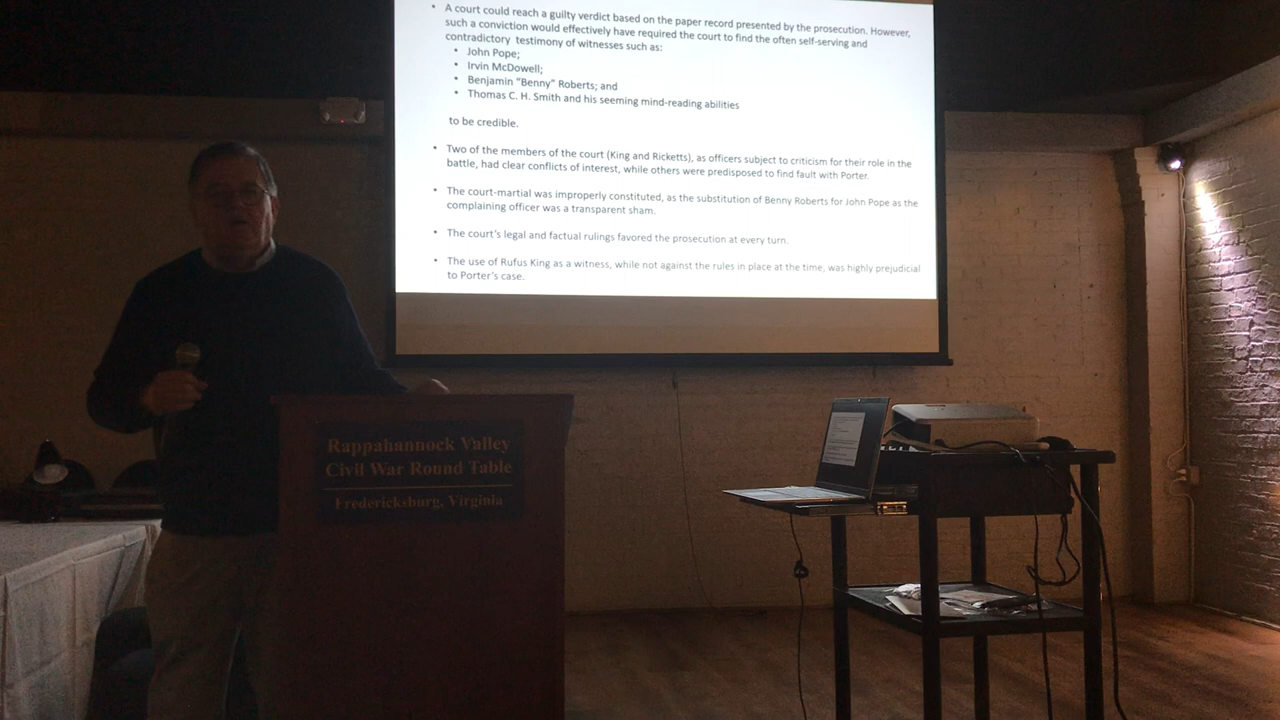 • A court could reach a guilty verdict based on the paper record presented by the prosecution. However,
such a conviction would effectively have required the court to find the often self-serving and
contradictory testimony of witnesses such as:
• John Pope;
• Irvin McDowell;
• Benjamin “Benny” Roberts; and
• Thomas C. H. Smith and his seeming mind-reading abilities
to be credible.
• Two of the members of the court (King and Ricketts), as officers subject to criticism for their role in the
battle, had clear conflicts of interest, while others were predisposed to find fault with Porter.
• The court-martial was improperly constituted, as the substitution of Benny Roberts for John Pope as the
complaining officer was a transparent sham.
• The court’s legal and factual rulings favored the prosecution at every turn.
• The use of Rufus King as a witness, while not against the rules in place at the time, was highly prejudicial
to Porter’s case.
Rappahannock Valley
Civil War Round Table
Fredericksburg, Virginia